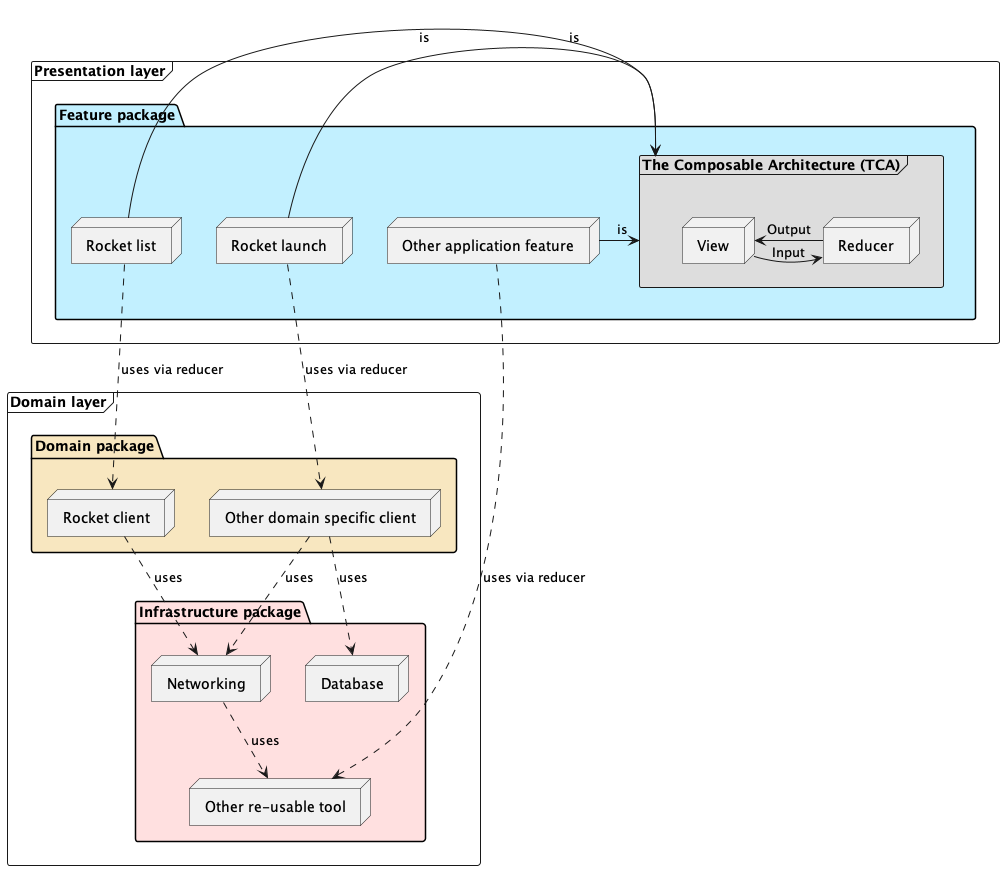 is
is
Presentation layer
Feature package
The Composable Architecture (TCA)
Rocket list
Rocket launch
Other application feature
is
View
Output
Input
Reducer
uses via reducer
uses via reducer
Domain layer
Domain package
Rocket client
Other domain specific client
uses
uses
uses
uses via reducer
Infrastructure package
Networking
Database
uses
Other re-usable tool